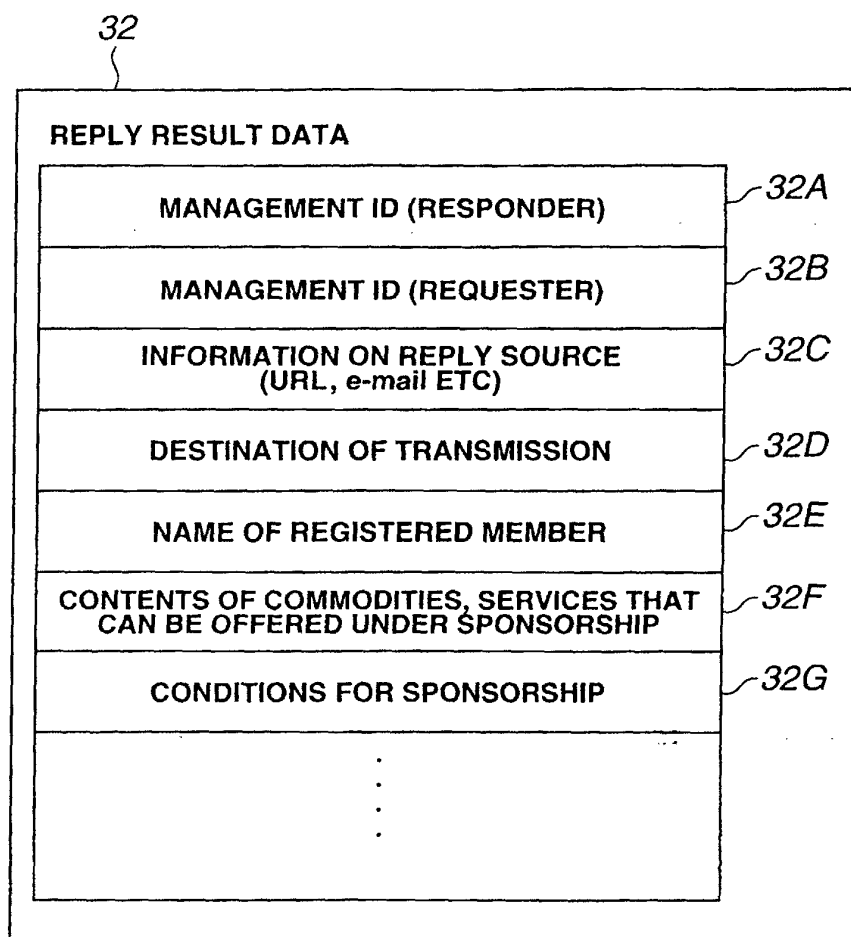 32
REPLY RESULT DATA
MANAGEMENT ID (RESPONDER)
32A
MANAGEMENT ID (REQUESTER)
32B
INFORMATION ON REPLY SOURCE
(URL, e-mail ETC)
32C
DESTINATION OF TRANSMISSION
32D
NAME OF REGISTERED MEMBER
32E
CONTENTS OF COMMODITIES, SERVICES THAT
CAN BE OFFERED UNDER SPONSORSHIP
32F
CONDITIONS FOR SPONSORSHIP
32G